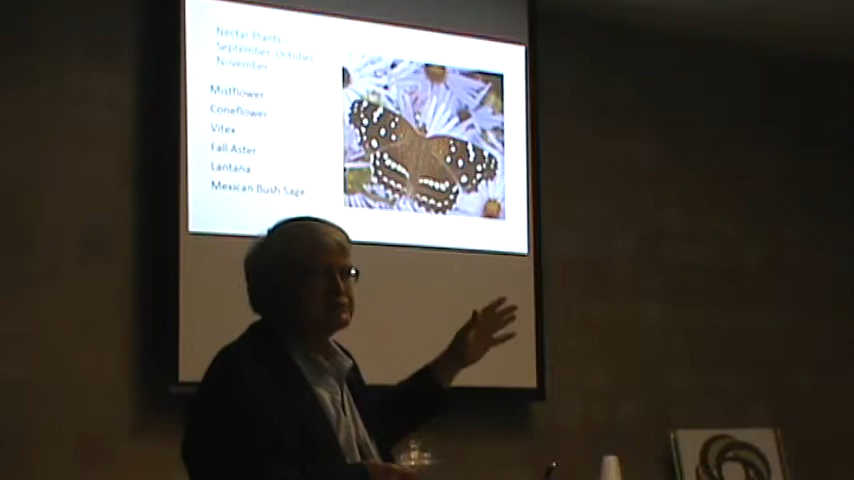 Nectar Plants
September-October
November
Mistflower
Coneflower
Vitex
Fall Aster
Lantana
Mexican Bush Sage